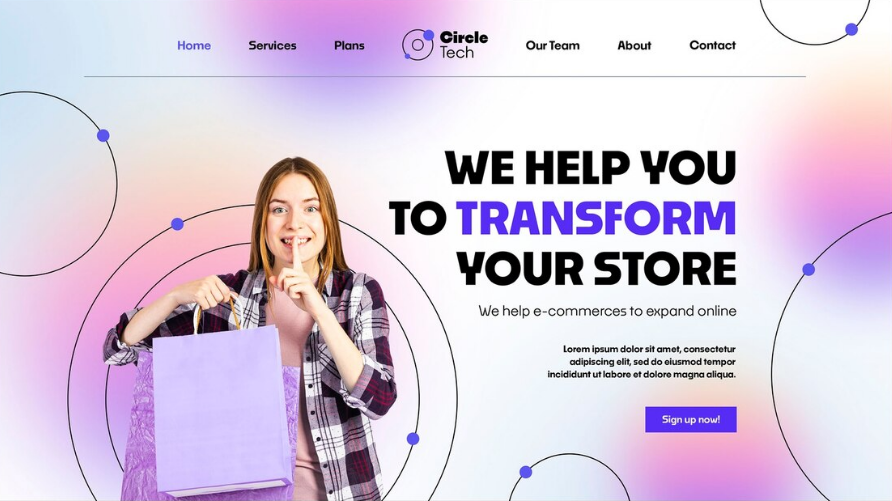 Home
Services
Plans
Circle
Tech
Our Team
About
Contact
WE HELP YOU
TO TRANSFORM
YOUR STORE
We help e-commerces to expand online
Lorem ipsum dolor sit amet, consectetur
adipiscing elit, sed do eiusmod tempor
incididunt ut labore et dolore magna aliqua.
Sign up now!